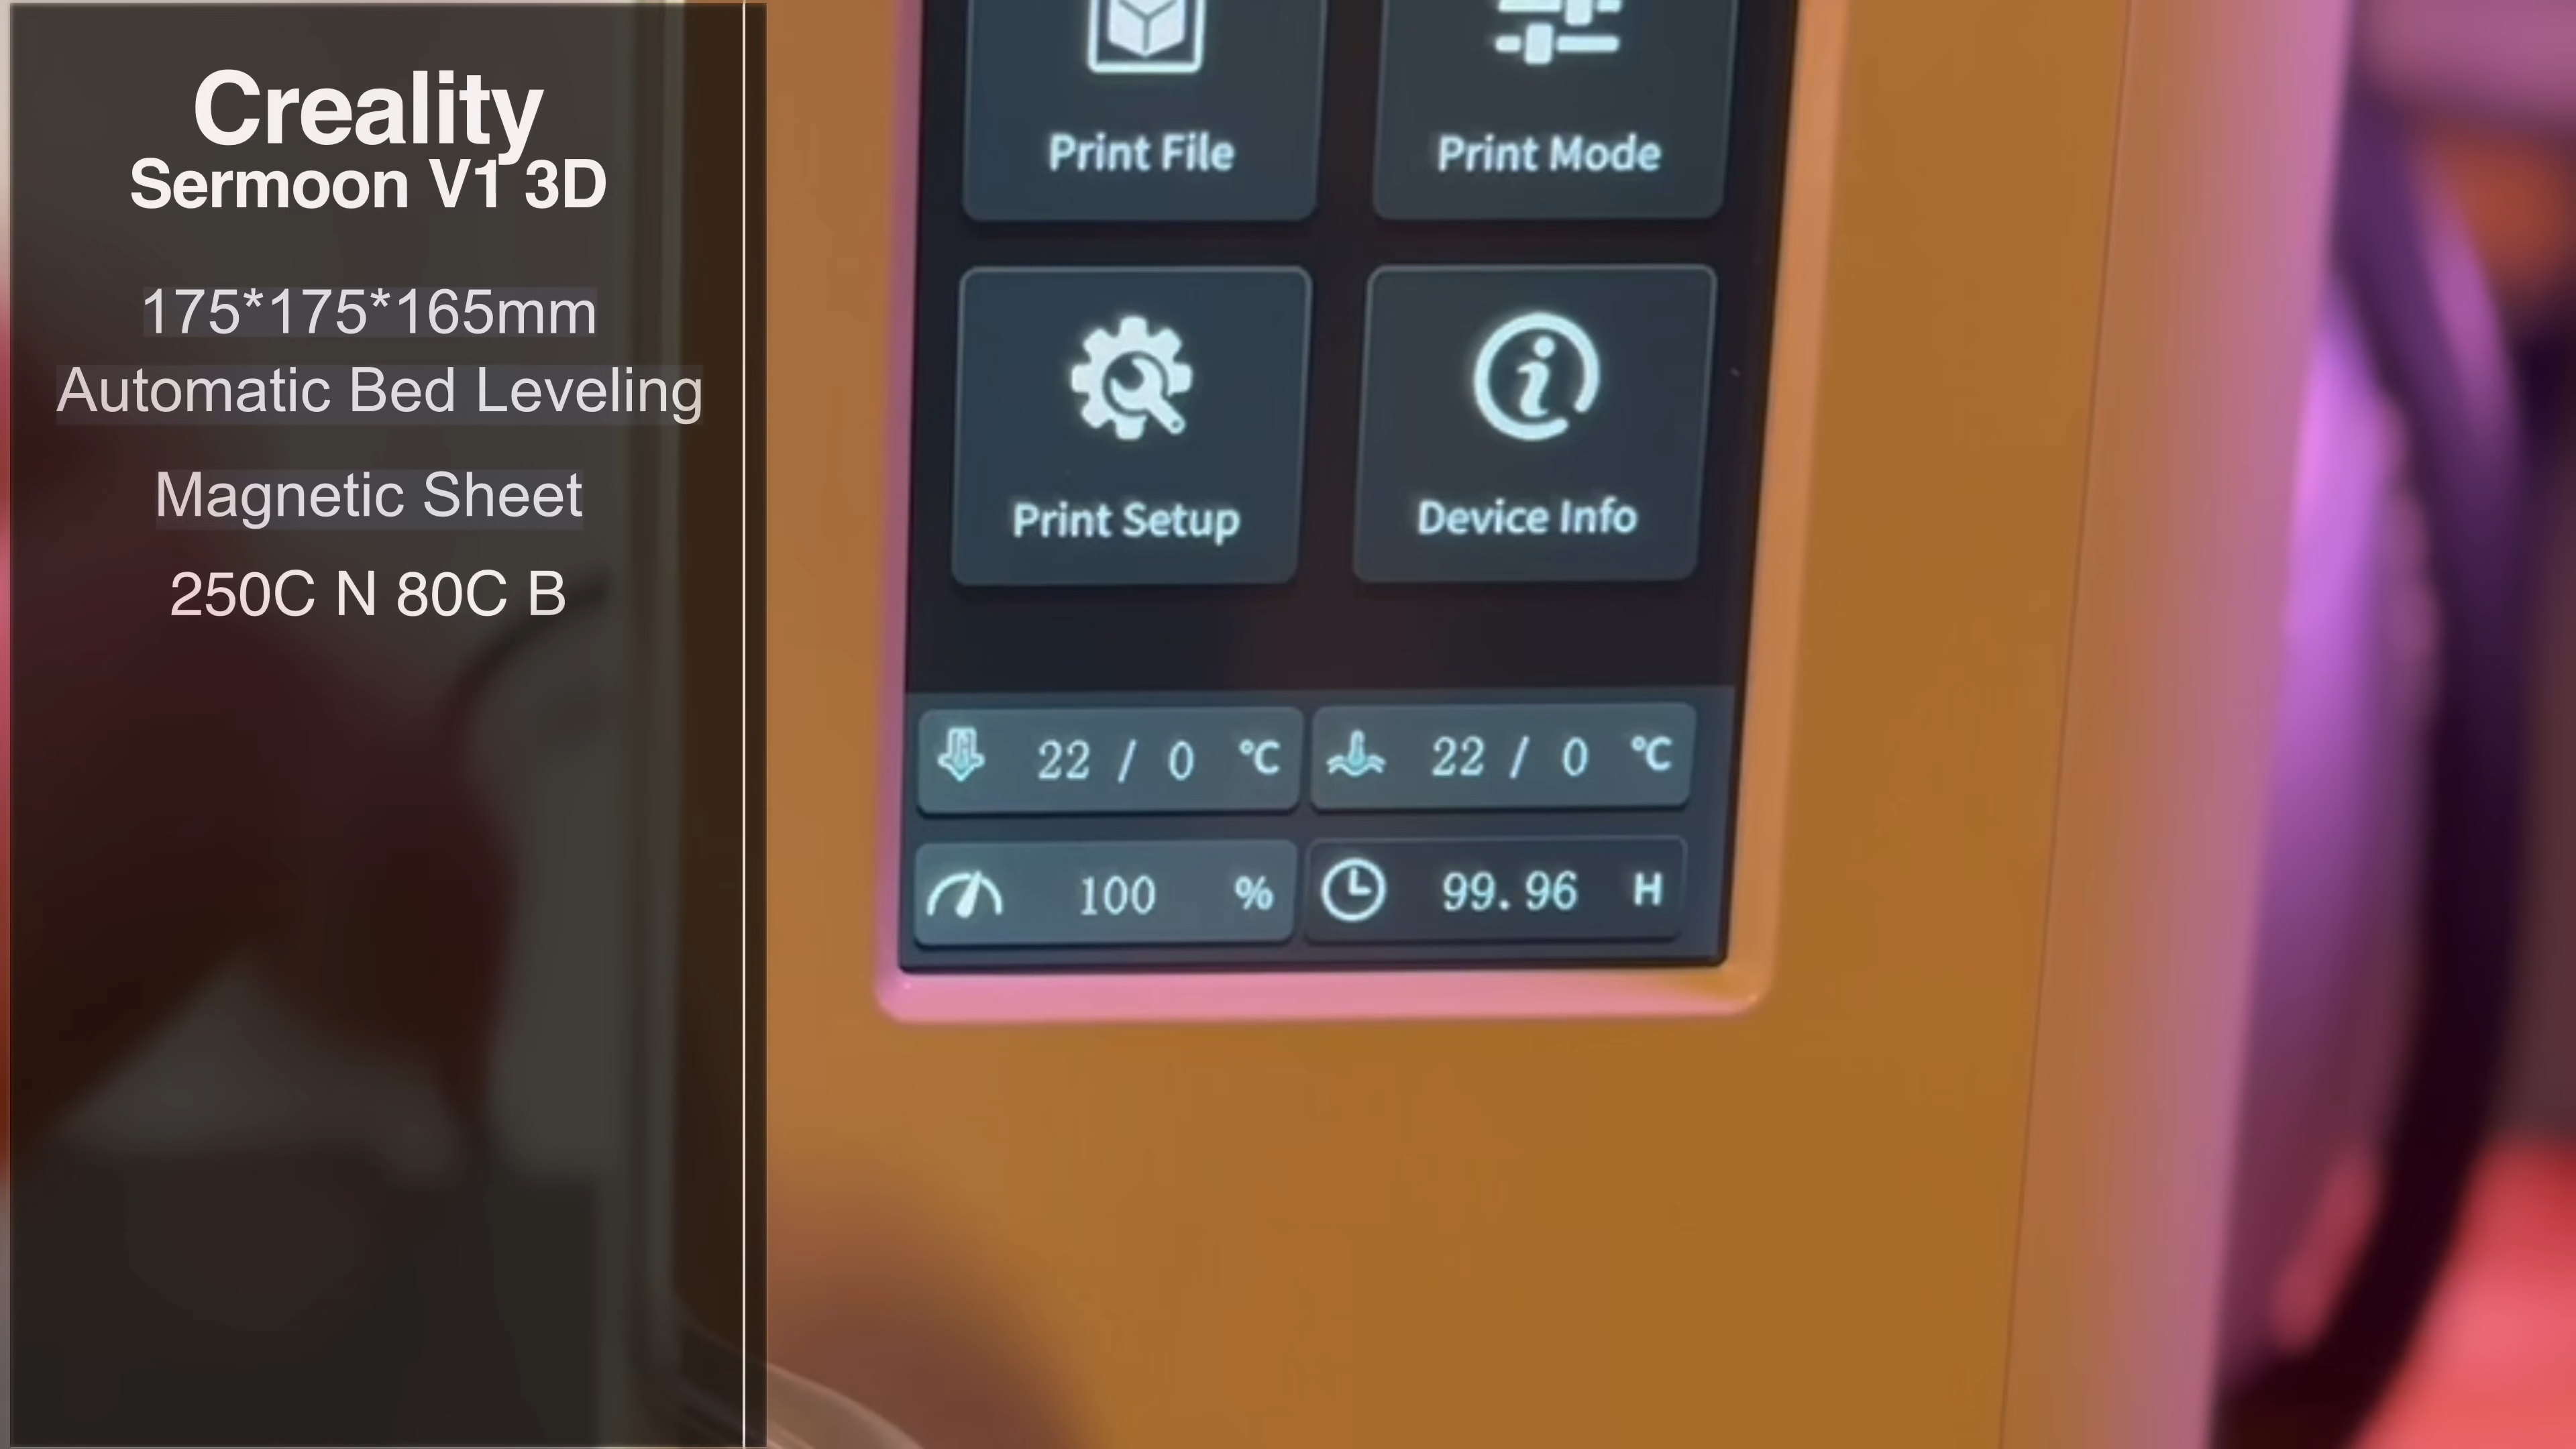 Creality
Sermoon V1 3D
175*175*165mm
Automatic Bed Leveling
Magnetic Sheet
250C N 80C B
Print File
Print Mode
Print Setup
Device Info
22 / 0 °C
22 / 0 °C
100 %
99.96 H